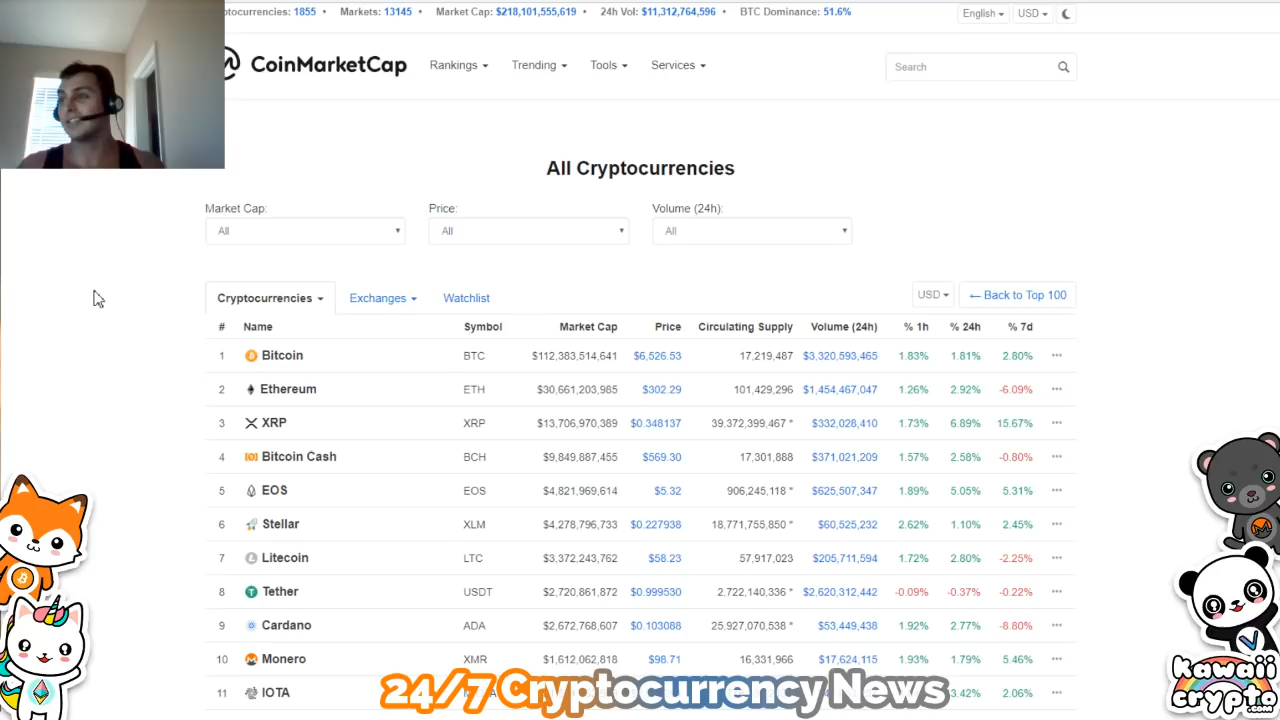 ptocurrencies: 1855 • Markets: 13145 • Market Cap: $218,101,555,619 • 24h Vol: $11,312,764,596 • BTC Dominance: 51.6% English USD
CoinMarketCap Rankings Trending Tools Services Search
All Cryptocurrencies
Market Cap: Price: Volume (24h):
All All All
Cryptocurrencies Exchanges Watchlist USD ← Back to Top 100
# Name Symbol Market Cap Price Circulating Supply Volume (24h) % 1h % 24h % 7d
1 Bitcoin BTC $112,383,514,641 $6,526.53 17,219,487 $3,320,593,465 1.83% 1.81% 2.80% •••
2 Ethereum ETH $30,661,203,985 $302.29 101,429,296 $1,454,467,047 1.26% 2.92% -6.09% •••
3 XRP XRP $13,706,970,389 $0.348137 39,372,399,467 * $332,028,410 1.73% 6.89% 15.67% •••
4 Bitcoin Cash BCH $9,849,887,455 $569.30 17,301,888 $371,021,209 1.57% 2.58% -0.80% •••
5 EOS EOS $4,821,969,614 $5.32 906,245,118 * $625,507,347 1.89% 5.05% 5.31% •••
6 Stellar XLM $4,278,796,733 $0.227938 18,771,755,850 * $60,525,232 2.62% 1.10% 2.45% •••
7 Litecoin LTC $3,372,243,762 $58.23 57,917,023 $205,711,594 1.72% 2.80% -2.25% •••
8 Tether USDT $2,720,861,872 $0.999530 2,722,140,336 * $2,620,312,442 -0.09% -0.37% -0.22% •••
9 Cardano ADA $2,672,768,607 $0.103088 25,927,070,538 * $53,449,438 1.92% 2.77% -8.80% •••
10 Monero XMR $1,612,062,818 $98.71 16,331,966 $17,624,115 1.93% 1.79% 5.46% •••
11 IOTA 3.42% 2.06% •••
24/7 Cryptocurrency News
kawaii
crypto
.com